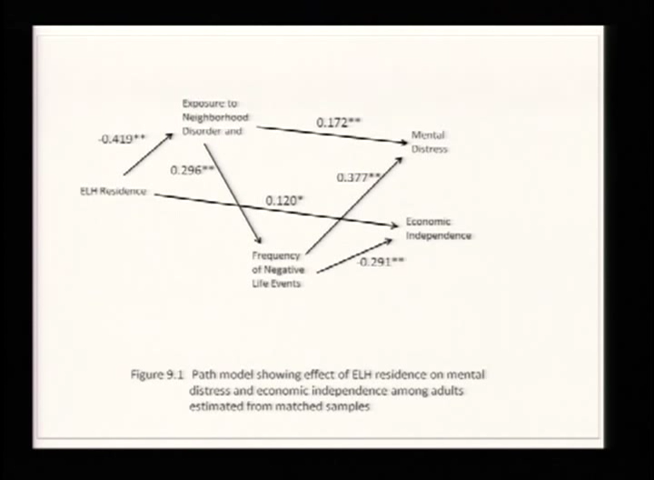 Exposure to
Neighborhood
Disorder and
0.172**
Mental
Distress
-0.419**
0.296**
0.377**
ELH Residence
0.120*
Economic
Independence
Frequency
of Negative
Life Events
-0.291**
Figure 9.1 Path model showing effect of ELH residence on mental
distress and economic independence among adults
estimated from matched samples